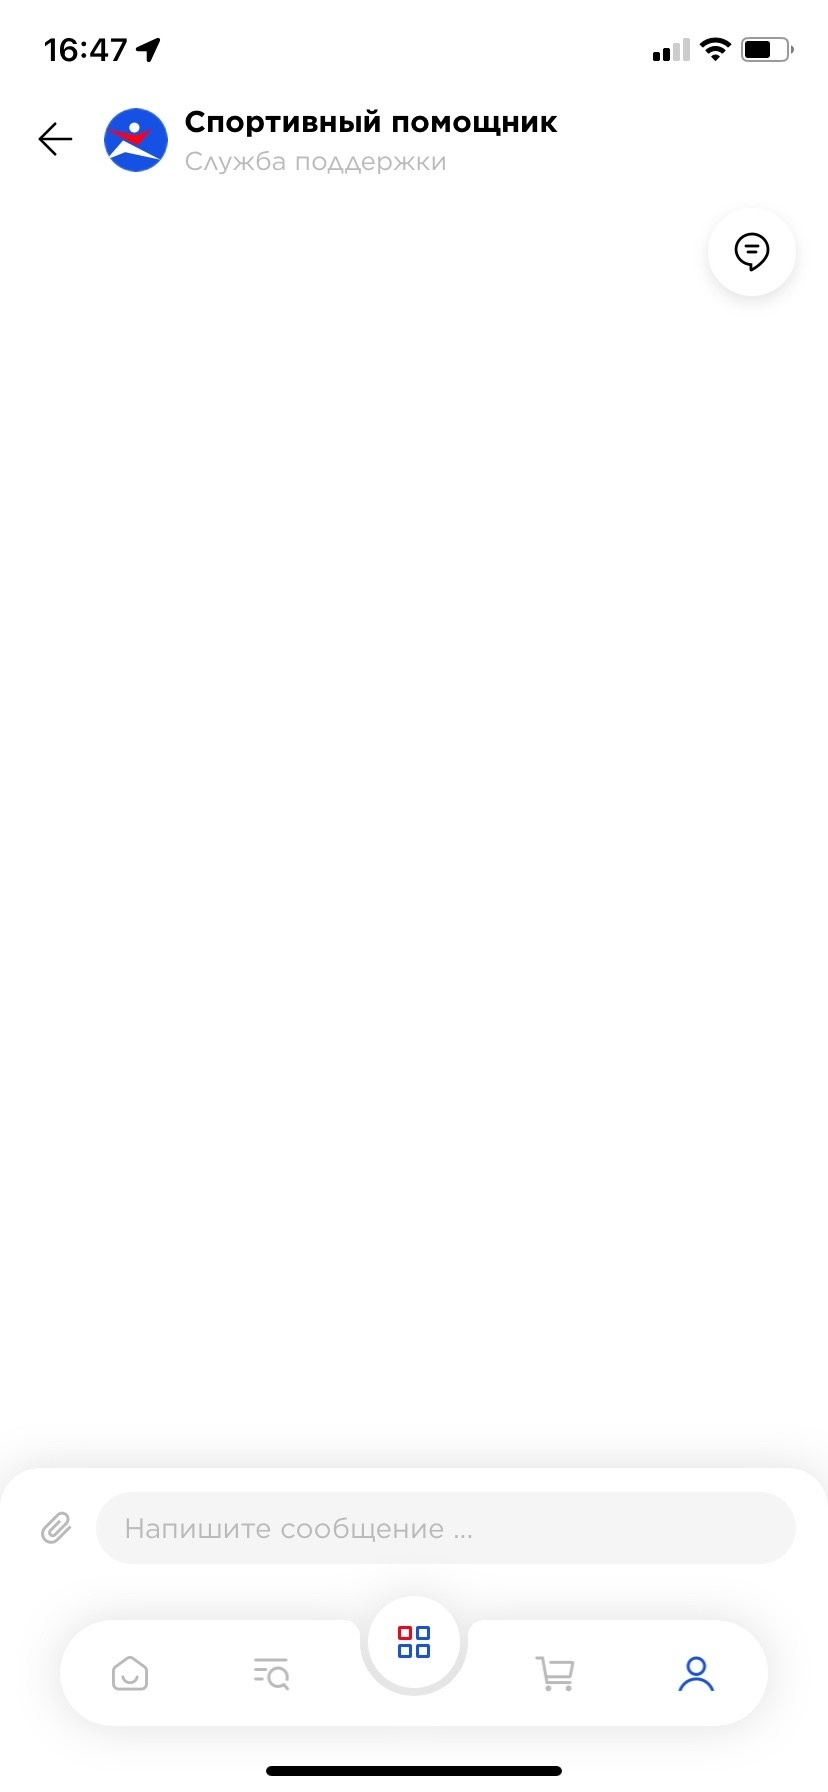 16:47
Спортивный помощник
Служба поддержки
Напишите сообщение ...